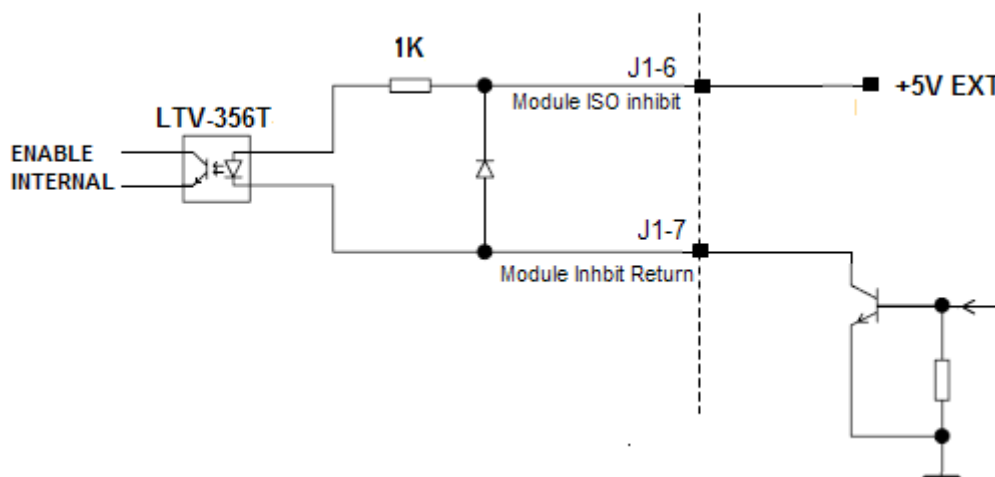 1K
J1-6
+5V EXT
Module ISO inhibit
LTV-356T
ENABLE
INTERNAL
J1-7
Module Inhbit Return